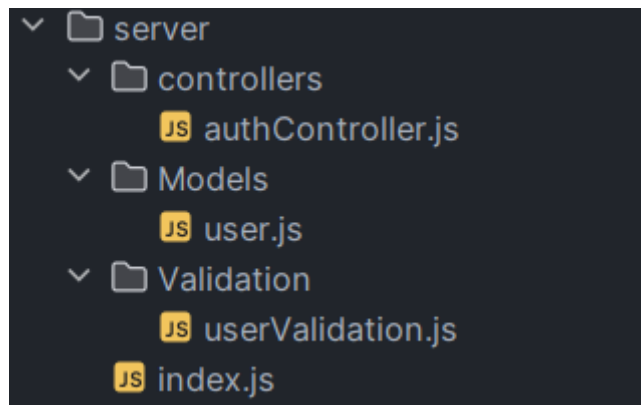 server
controllers
JS authController.js
Models
JS user.js
Validation
JS userValidation.js
JS index.js